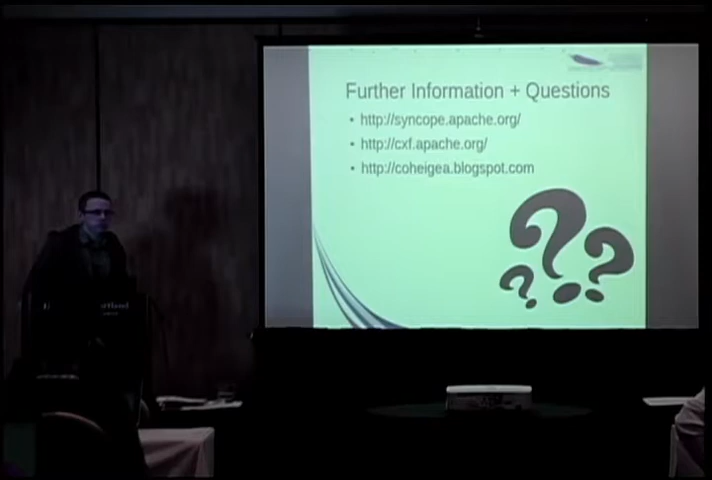 Further Information + Questions
• http://syncope.apache.org/
• http://cxf.apache.org/
• http://coheigea.blogspot.com